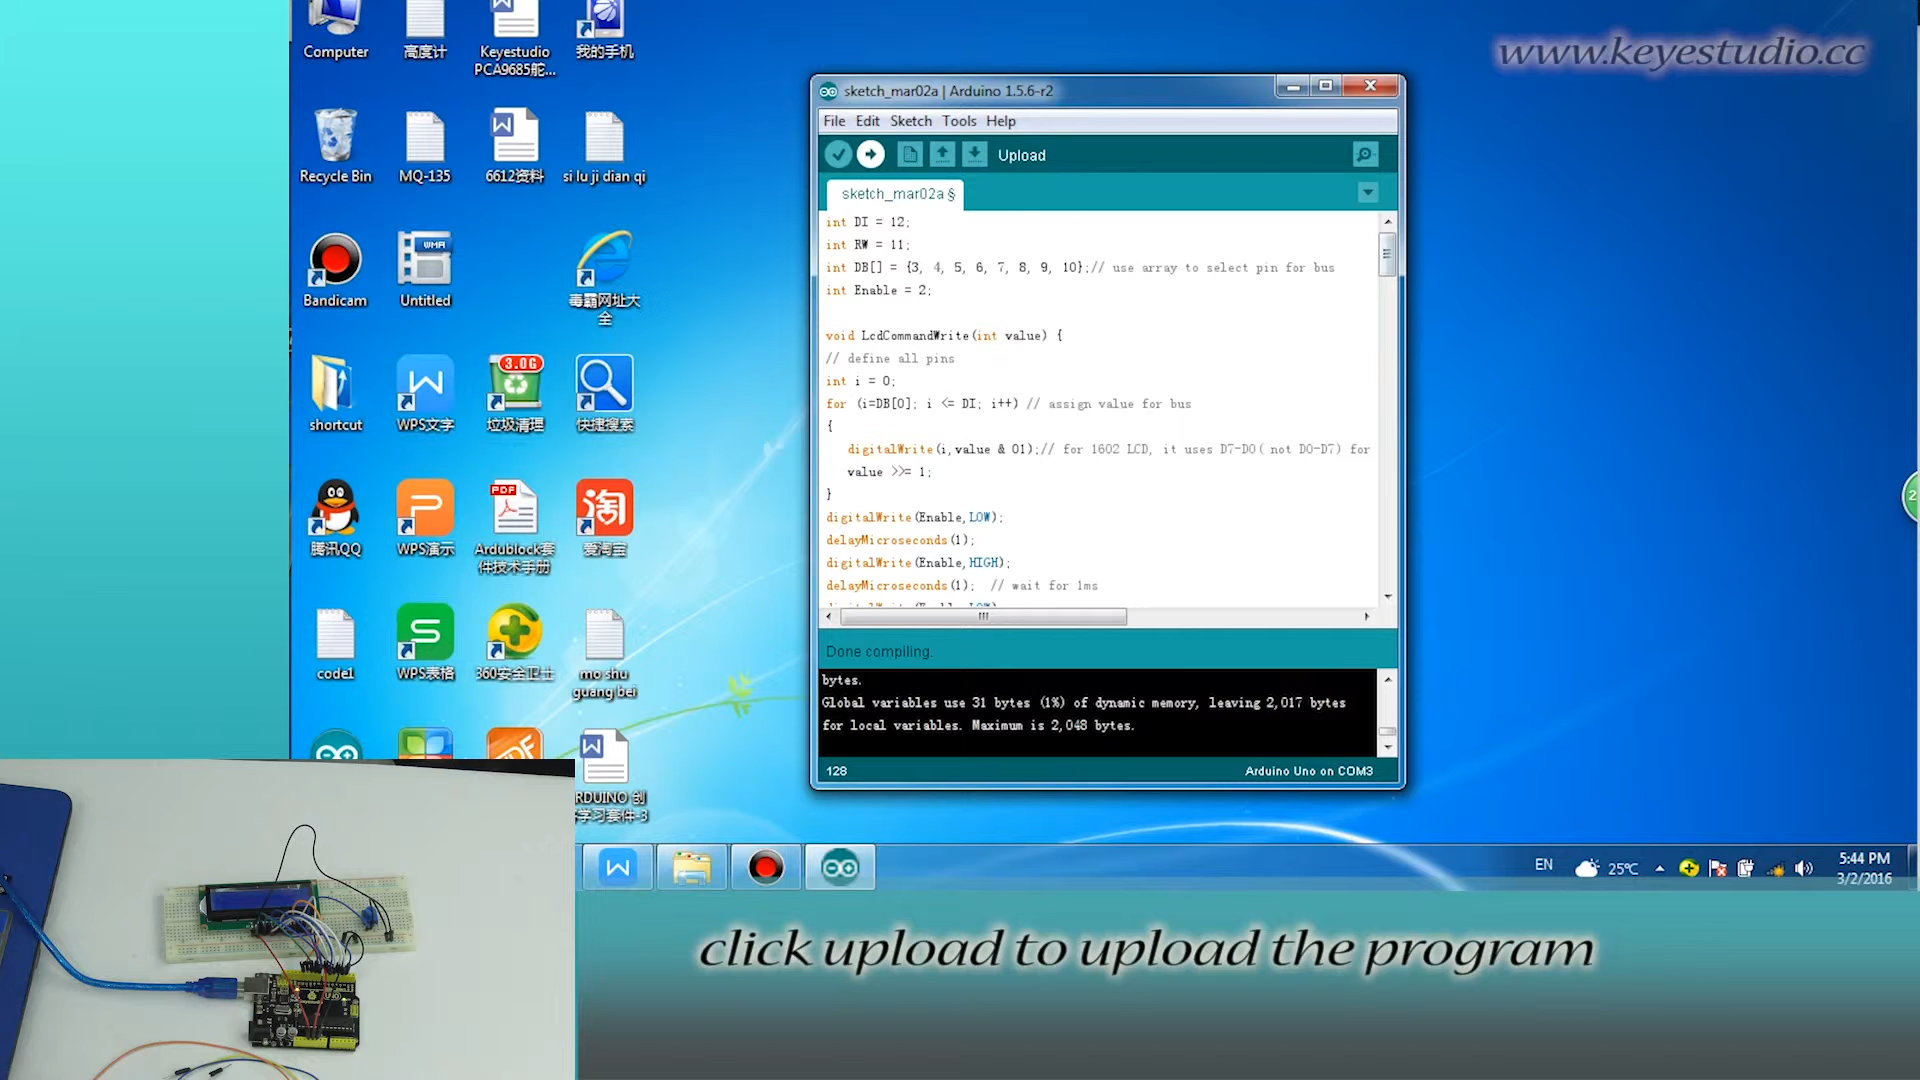 www.keyestudio.cc
Computer
高度计
Keyestudio
PCA9685舵...
我的手机
Recycle Bin
MQ-135
6612资料
si lu ji dian qi
Bandicam
WMA
Untitled
毒霸网址大
全
shortcut
WPS文字
3.0G
垃圾清理
快捷搜索
腾讯QQ
WPS演示
PDF
Ardublock套
件技术手册
淘
爱淘宝
code1
WPS表格
360安全卫士
mo shu
guang bei
RDUINO 创
学习套件-3
sketch_mar02a | Arduino 1.5.6-r2
File Edit Sketch Tools Help
Upload
sketch_mar02a §
int DI = 12;
int RW = 11;
int DB[] = {3, 4, 5, 6, 7, 8, 9, 10};// use array to select pin for bus
int Enable = 2;
void LcdCommandWrite(int value) {
// define all pins
int i = 0;
for (i=DB[0]; i <= DI; i++) // assign value for bus
{
digitalWrite(i,value & 01);// for 1602 LCD, it uses D7-D0( not D0-D7) for
value >>= 1;
}
digitalWrite(Enable,LOW);
delayMicroseconds(1);
digitalWrite(Enable,HIGH);
delayMicroseconds(1); // wait for 1ms
Done compiling.
bytes.
Global variables use 31 bytes (1%) of dynamic memory, leaving 2,017 bytes
for local variables. Maximum is 2,048 bytes.
128
Arduino Uno on COM3
EN
25℃
5:44 PM
3/2/2016
click upload to upload the program